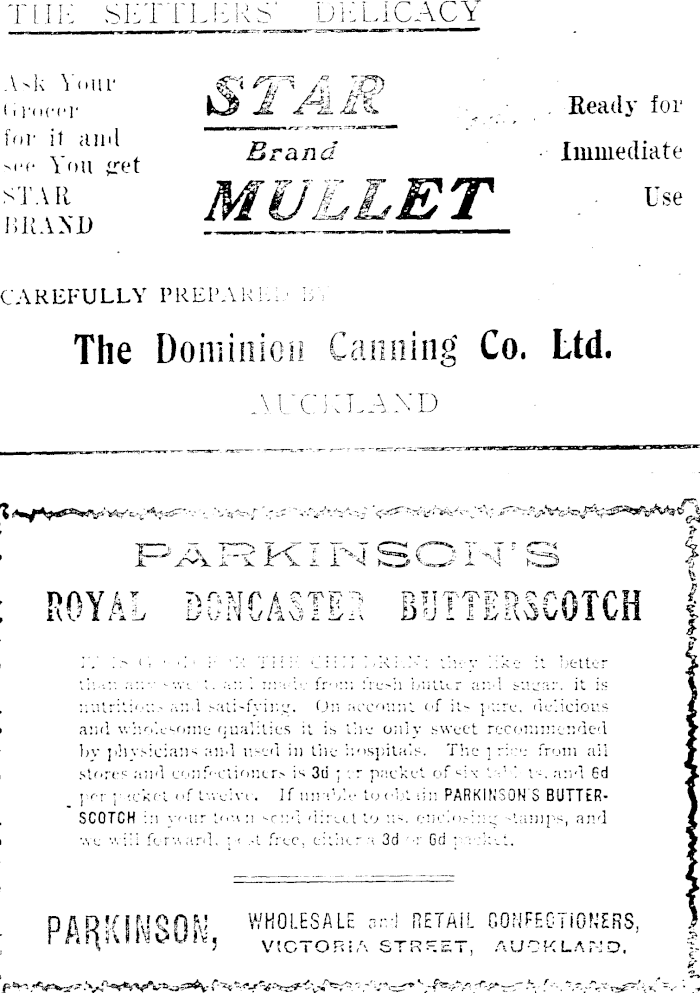 THE SETTLERS' DELICACY
Ask Your
Grocer
for it and
see You get
STAR
BRAND
STAR
Brand
MULLET
Ready for
Immediate
Use
CAREFULLY PREPARED BY
The Dominion Canning Co. Ltd.
AUCKLAND
PARKINSON'S
ROYAL DONCASTER BUTTERSCOTCH
IT IS GOOD FOR THE CHILDREN; they like it better
than any sweet, and made from fresh butter and sugar, it is
nutritious and satisfying. On account of its pure, delicious
and wholesome qualities it is the only sweet recommended
by physicians and used in the hospitals. The price from all
stores and confectioners is 3d per packet of six tablets, and 6d
per packet of twelve. If unable to obtain PARKINSON'S BUTTER-
SCOTCH in your town send direct to us, enclosing stamps, and
we will forward, post free, either a 3d or 6d packet.
PARKINSON,
WHOLESALE and RETAIL CONFECTIONERS,
VICTORIA STREET, AUCKLAND.